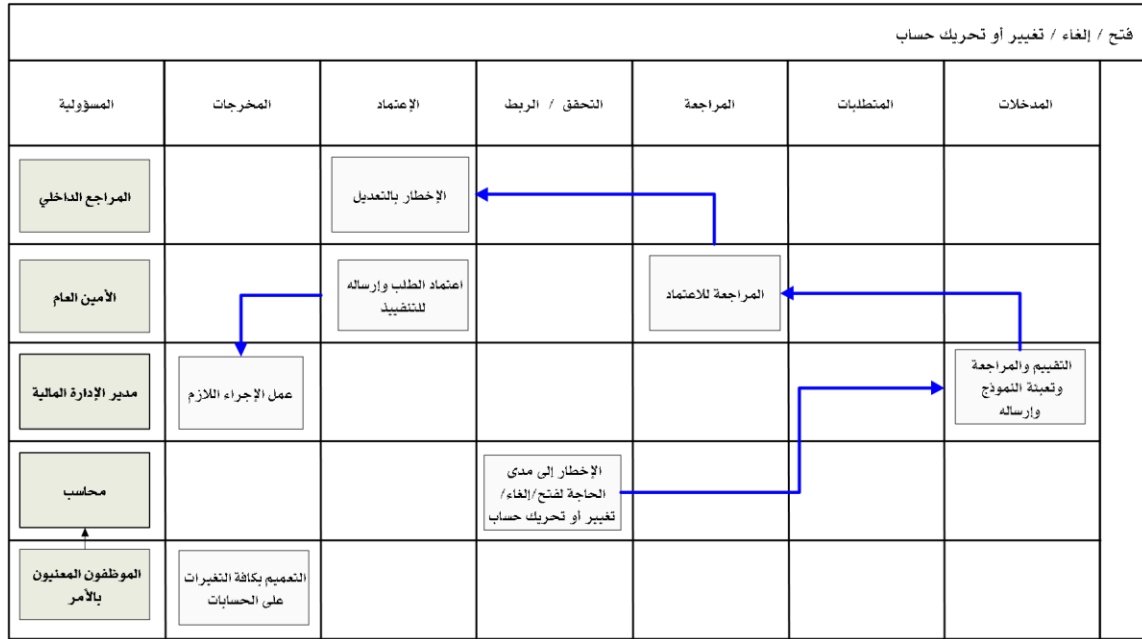 فتح / إلغاء / تغيير أو تحريك حساب
المدخلات
المتطلبات
المراجعة
التحقق / الربط
الإعتماد
المخرجات
المسؤولية
الإخطار بالتعديل
المراجع الداخلي
المراجعة للاعتماد
اعتماد الطلب وإرساله
للتنفييذ
الأمين العام
التقييم والمراجعة
وتعبئة النموذج
وإرساله
عمل الإجراء اللازم
مدير الإدارة المالية
الإخطار إلى مدى
الحاجة لفتح/إلغاء/
تغيير أو تحريك حساب
محاسب
التعميم بكافة التغيرات
على الحسابات
الموظفون المعنيون
بالأمر